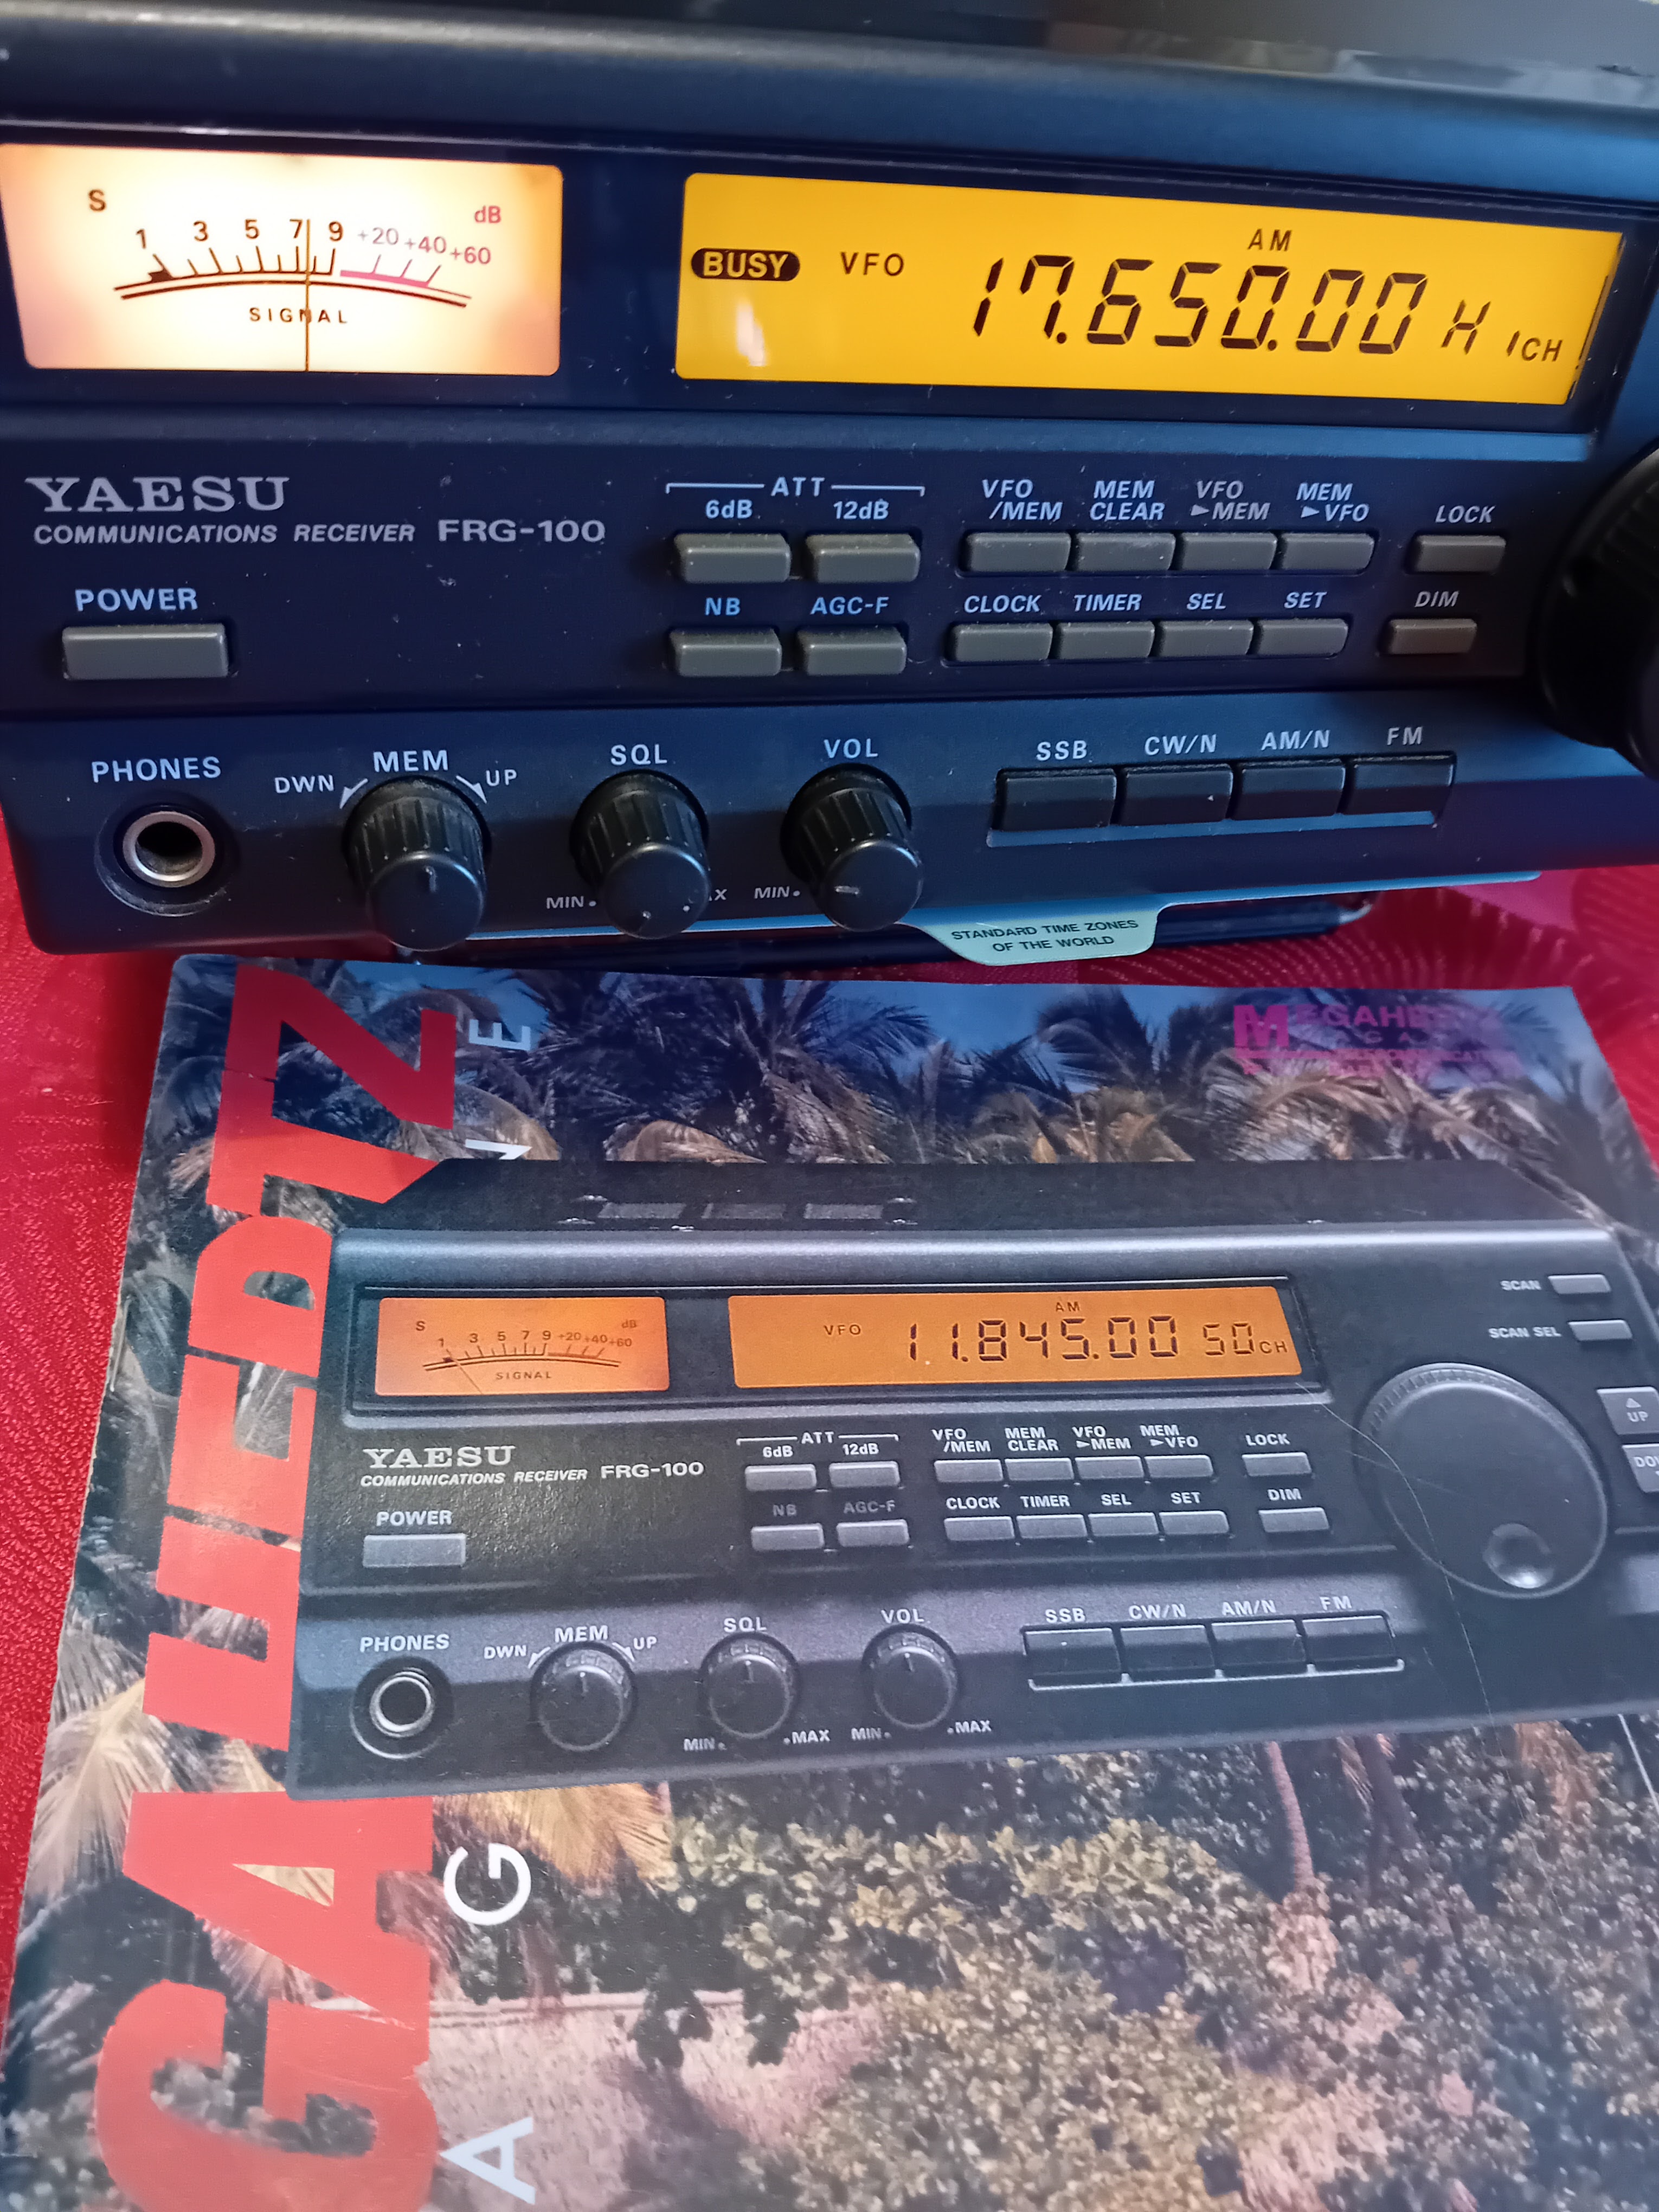 S
1 3 5 7 9 +20 +40 +60
dB
SIGNAL
BUSY VFO
AM
17.650.00 H 1CH
YAESU
COMMUNICATIONS RECEIVER FRG-100
ATT
6dB 12dB
NB AGC-F
VFO /MEM
MEM CLEAR
VFO ►MEM
MEM ►VFO
LOCK
CLOCK TIMER SEL SET
DIM
POWER
PHONES
DWN MEM UP
SQL
MIN
VOL
MIN
SSB CW/N AM/N FM
STANDARD TIME ZONES
OF THE WORLD
S
1 3 5 7 9 +20 +40 +60
dB
SIGNAL
VFO
AM
11.845.00 50CH
SCAN
SCAN SEL
UP
YAESU
COMMUNICATIONS RECEIVER FRG-100
ATT
6dB 12dB
NB AGC-F
VFO /MEM
MEM CLEAR
VFO ►MEM
MEM ►VFO
LOCK
CLOCK TIMER SEL SET
DIM
POWER
PHONES
DWN MEM UP
SQL
MIN MAX
VOL
MIN MAX
SSB CW/N AM/N FM